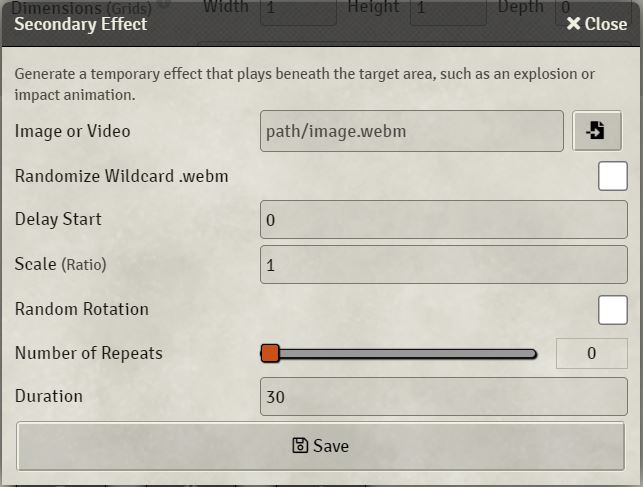 Dimensions (Grids) Width 1 Height 1 Depth 0
Secondary Effect Close
Generate a temporary effect that plays beneath the target area, such as an explosion or
impact animation.
Image or Video path/image.webm
Randomize Wildcard .webm
Delay Start 0
Scale (Ratio) 1
Random Rotation
Number of Repeats 0
Duration 30
Save